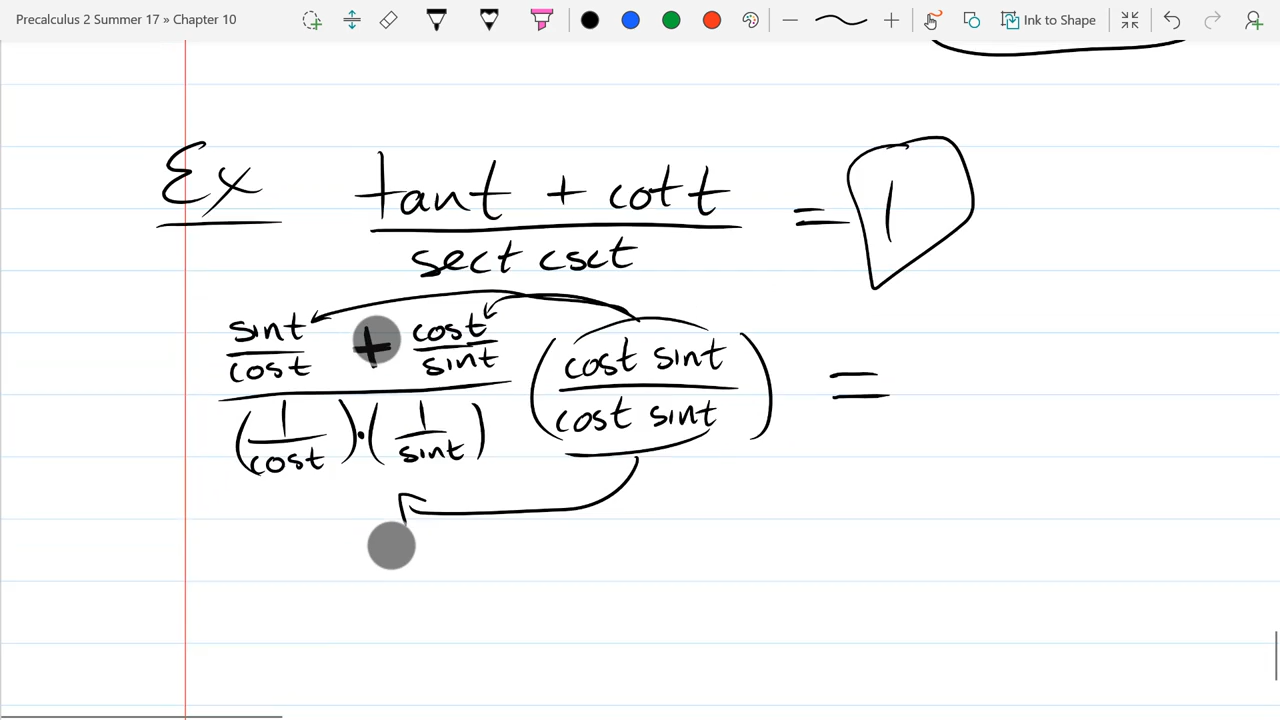 Precalculus 2 Summer 17 » Chapter 10
Ink to Shape
Ex (tant + cott)/(sect csct) = 1
(sint/cost + cost/sint)/((1/cost)·(1/sint)) (cost sint/cost sint) =